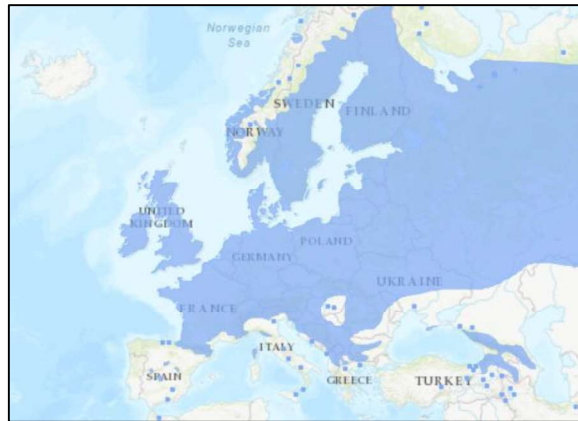 Norwegian
Sea
SWEDEN
FINLAND
NORWAY
UNITED
KINGDOM
POLAND
GERMANY
UKRAINE
FRANCE
ITALY
SPAIN
GREECE
TURKEY